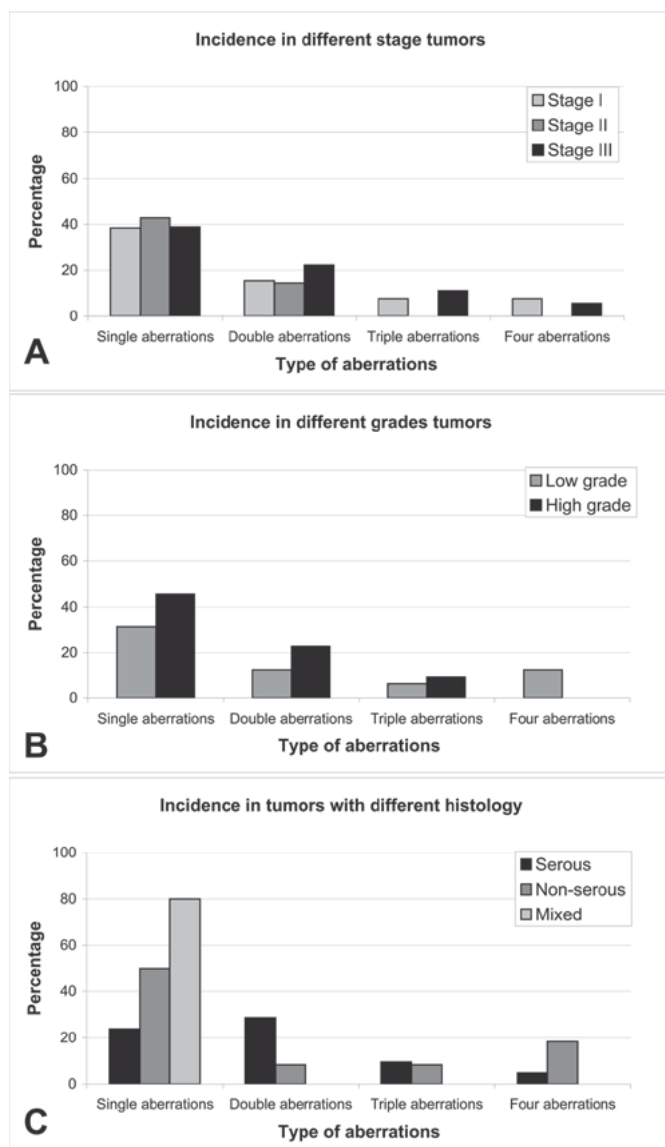 Incidence in different stage tumors
100
80
60
40
20
0
Percentage
Stage I
Stage II
Stage III
Single aberrations Double aberrations Triple aberrations Four aberrations
Type of aberrations
A
Incidence in different grades tumors
100
80
60
40
20
0
Percentage
Low grade
High grade
Single aberrations Double aberrations Triple aberrations Four aberrations
Type of aberrations
B
Incidence in tumors with different histology
100
80
60
40
20
0
Percentage
Serous
Non-serous
Mixed
Single aberrations Double aberrations Triple aberrations Four aberrations
Type of aberrations
C